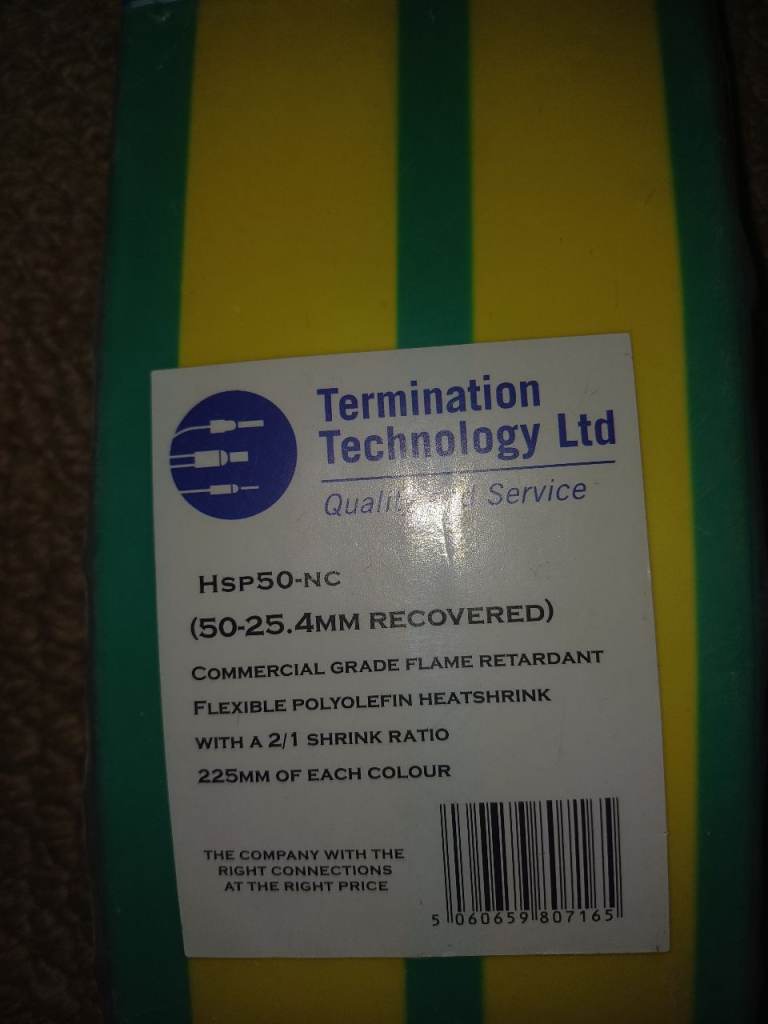 Termination
Technology Ltd
Service
HSP50-NC
(50-25.4MM RECOVERED)
COMMERCIAL GRADE FLAME RETARDANT
FLEXIBLE POLYOLEFIN HEATSHRINK
WITH A 2/1 SHRINK RATIO
225MM OF EACH COLOUR
THE COMPANY WITH THE
RIGHT CONNECTIONS
AT THE RIGHT PRICE
5 060659 807165